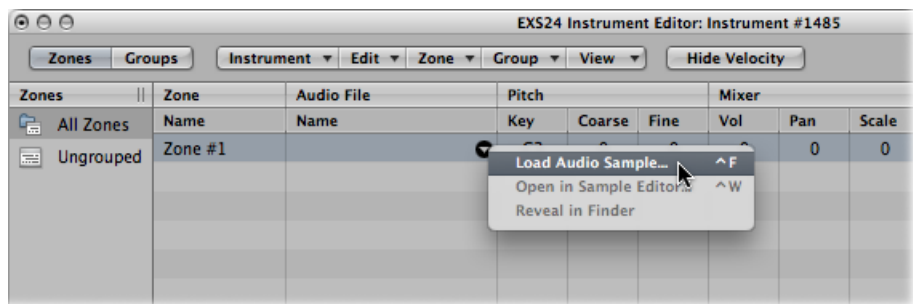 EXS24 Instrument Editor: Instrument #1485
Zones Groups Instrument Edit Zone Group View Hide Velocity
Zones Zone Audio File Pitch Mixer
All Zones Name Name Key Coarse Fine Vol Pan Scale
Ungrouped Zone #1 0 0
Load Audio Sample... ^F
Open in Sample Editor... ^W
Reveal in Finder